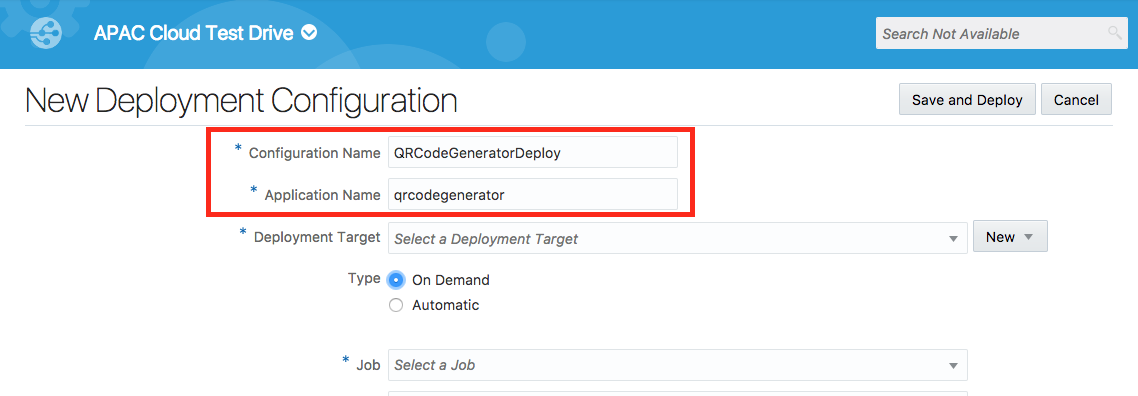 APAC Cloud Test Drive
Search Not Available
New Deployment Configuration
Save and Deploy
Cancel
* Configuration Name QRCodeGeneratorDeploy
* Application Name qrcodegenerator
* Deployment Target Select a Deployment Target New
Type On Demand
Automatic
* Job Select a Job